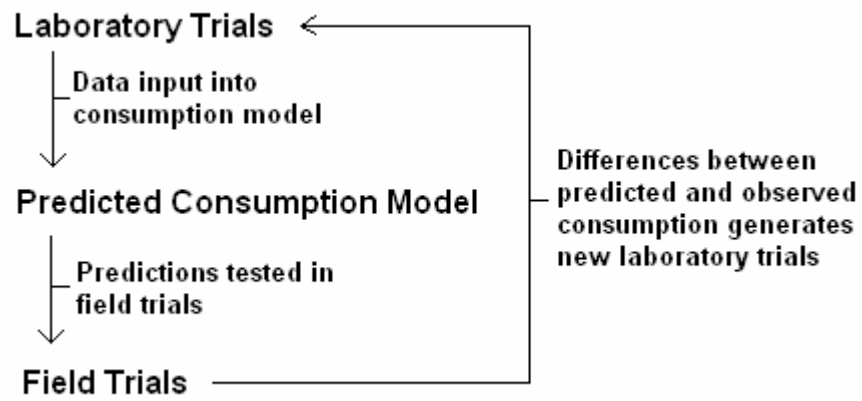 Laboratory Trials
Data input into
consumption model
Predicted Consumption Model
Predictions tested in
field trials
Field Trials
Differences between
predicted and observed
consumption generates
new laboratory trials